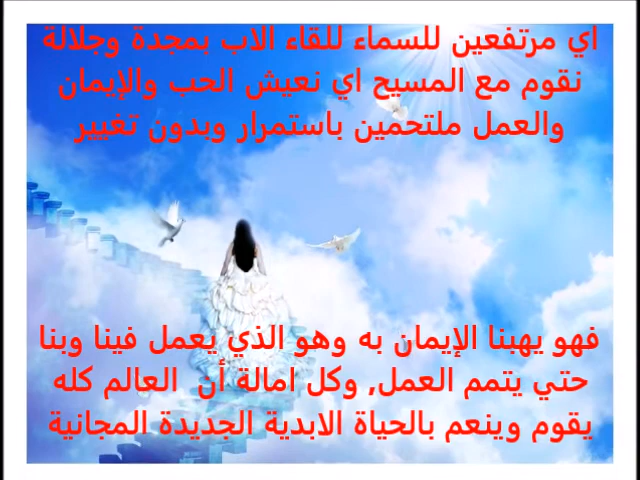 اي مرتفعين للسماء للقاء الاب بمجدة وجلالة
نقوم مع المسيح اي نعيش الحب والإيمان
والعمل ملتحمين باستمرار وبدون تغيير
فهو يهبنا الإيمان به وهو الذي يعمل فينا وبنا
حتي يتمم العمل, وكل امالة أن العالم كله
يقوم وينعم بالحياة الابدية الجديدة المجانية